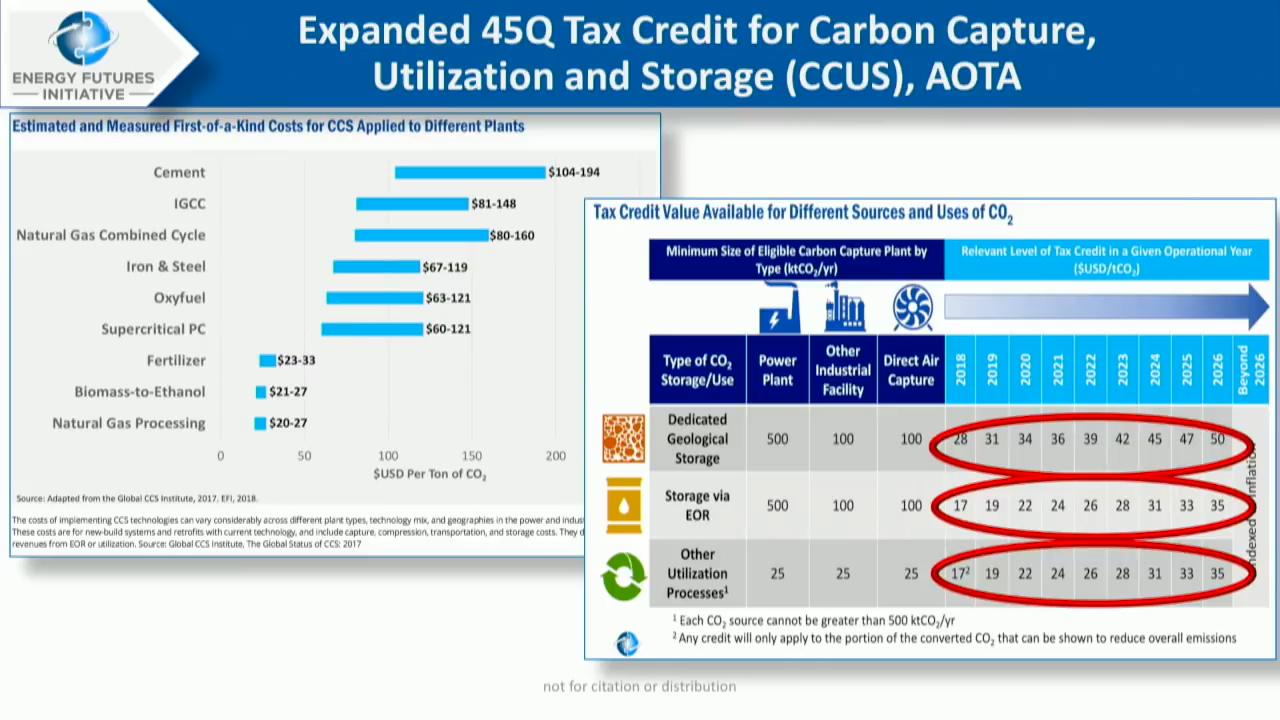 ENERGY FUTURES
INITIATIVE
Expanded 45Q Tax Credit for Carbon Capture,
Utilization and Storage (CCUS), AOTA
Estimated and Measured First-of-a-Kind Costs for CCS Applied to Different Plants
Cement $104-194
IGCC $81-148
Natural Gas Combined Cycle $80-160
Iron & Steel $67-119
Oxyfuel $63-121
Supercritical PC $60-121
Fertilizer $23-33
Biomass-to-Ethanol $21-27
Natural Gas Processing $20-27
0 50 100 150 200
$USD Per Ton of CO₂
Source: Adapted from the Global CCS Institute, 2017. EFI, 2018.
The costs of implementing CCS technologies can vary considerably across different plant types, technology mix, and geographies in the power and
These costs are for new-build systems and retrofits with current technology, and include capture, compression, transportation, and storage costs. They
revenues from EOR or utilization. Source: Global CCS Institute, The Global Status of CCS: 2017
Tax Credit Value Available for Different Sources and Uses of CO₂
Minimum Size of Eligible Carbon Capture Plant by
Type (ktCO₂/yr)
Relevant Level of Tax Credit in a Given Operational Year
($USD/tCO₂)
Type of CO₂
Storage/Use
Power
Plant
Other
Industrial
Facility
Direct Air
Capture
2018 2019 2020 2021 2022 2023 2024 2025 2026 Beyond
2026
Dedicated
Geological
Storage
500 100 100 28 31 34 36 39 42 45 47 50
Storage via
EOR
500 100 100 17 19 22 24 26 28 31 33 35
Other
Utilization
Processes¹
25 25 25 17² 19 22 24 26 28 31 33 35
¹ Each CO₂ source cannot be greater than 500 ktCO₂/yr
² Any credit will only apply to the portion of the converted CO₂ that can be shown to reduce overall emissions
not for citation or distribution